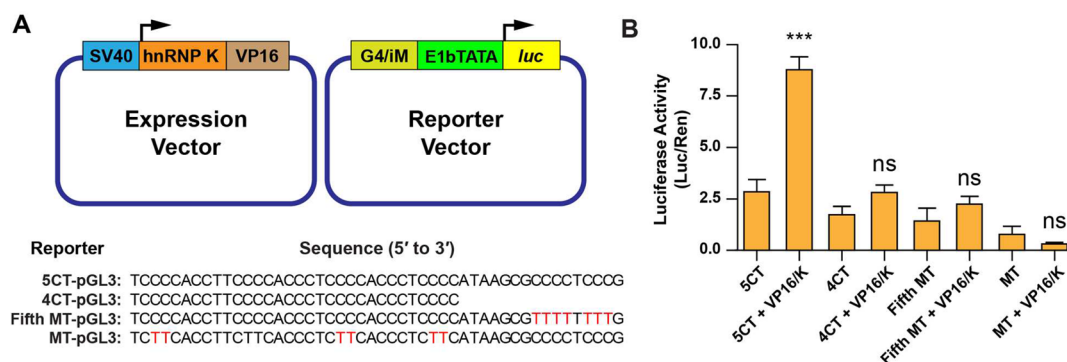 A
SV40 hnRNP K VP16
G4/iM E1bTATA luc
Expression Vector
Reporter Vector
Reporter Sequence (5′ to 3′)
5CT-pGL3: TCCCCACCTTCCCCACCCTCCCCACCCTCCCCATAAGCGCCCCTCCCG
4CT-pGL3: TCCCCACCTTCCCCACCCTCCCCACCCTCCCC
Fifth MT-pGL3: TCCCCACCTTCCCCACCCTCCCCACCCTCCCCATAAGCGTTTTTTTTG
MT-pGL3: TCTTCACCTTCTTCACCCTCTTCACCCTCTTCATAAGCGCCCCTCCCG
B
Luciferase Activity
(Luc/Ren)
10.0
7.5
5.0
2.5
0.0
***
ns
ns
ns
5CT
5CT + VP16/K
4CT
4CT + VP16/K
Fifth MT
Fifth MT + VP16/K
MT
MT + VP16/K